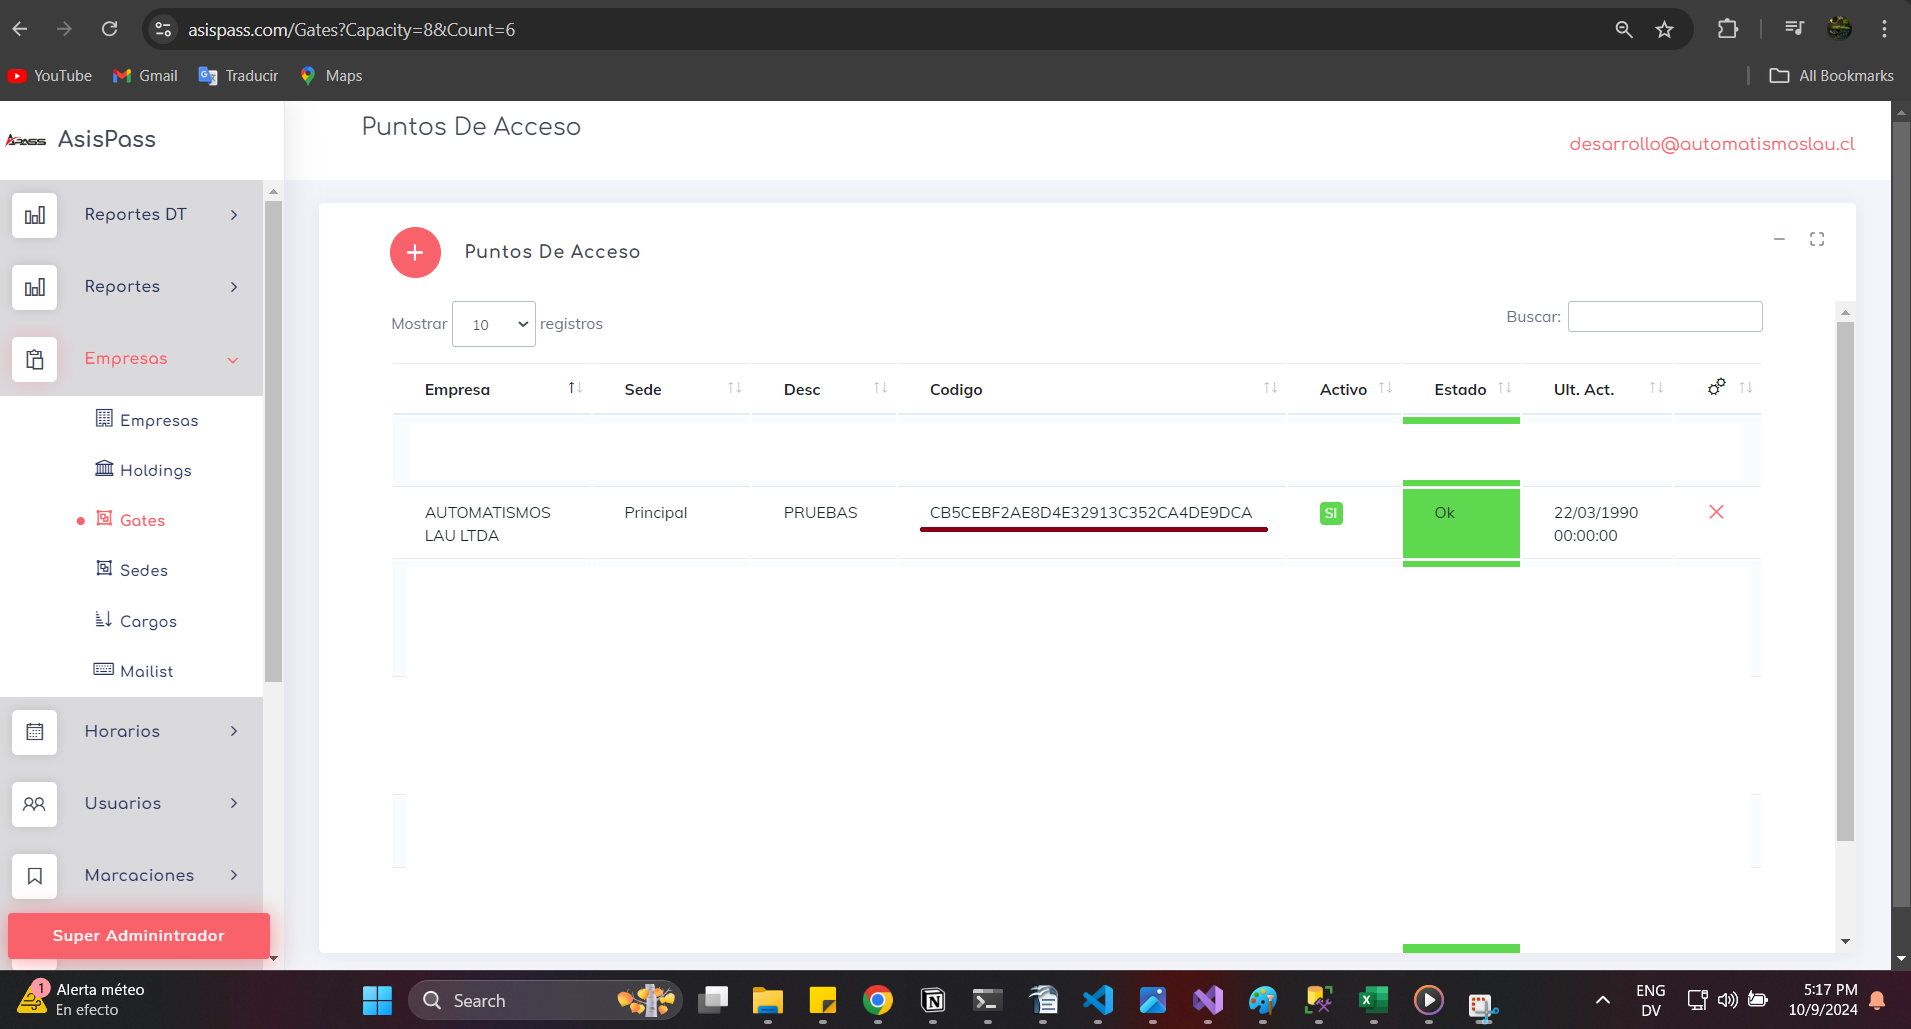 asispass.com/Gates?Capacity=8&Count=6
YouTube
Gmail
Traducir
Maps
All Bookmarks
APASS
AsisPass
Puntos De Acceso
desarrollo@automatismoslau.cl
Reportes DT
Reportes
Empresas
Empresas
Holdings
Gates
Sedes
Cargos
Mailist
Horarios
Usuarios
Marcaciones
Super Adminintrador
Puntos De Acceso
Mostrar 10 registros
Buscar:
Empresa Sede Desc Codigo Activo Estado Ult. Act.
AUTOMATISMOS Principal PRUEBAS CB5CEBF2AE8D4E32913C352CA4DE9DCA SI Ok 22/03/1990
LAU LTDA 00:00:00
1
Alerta méteo
En efecto
Search
ENG
DV
5:17 PM
10/9/2024